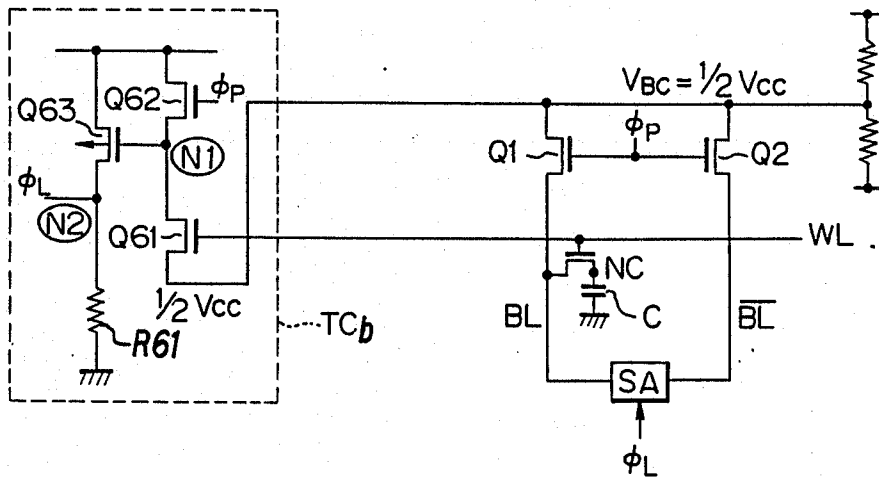 Q62
ϕP
Q63
N1
ϕL
N2
Q61
1/2 Vcc
R61
TCb
VBC = 1/2 Vcc
ϕP
Q1
Q2
WL
NC
C
BL
B̅L̅
SA
ϕL